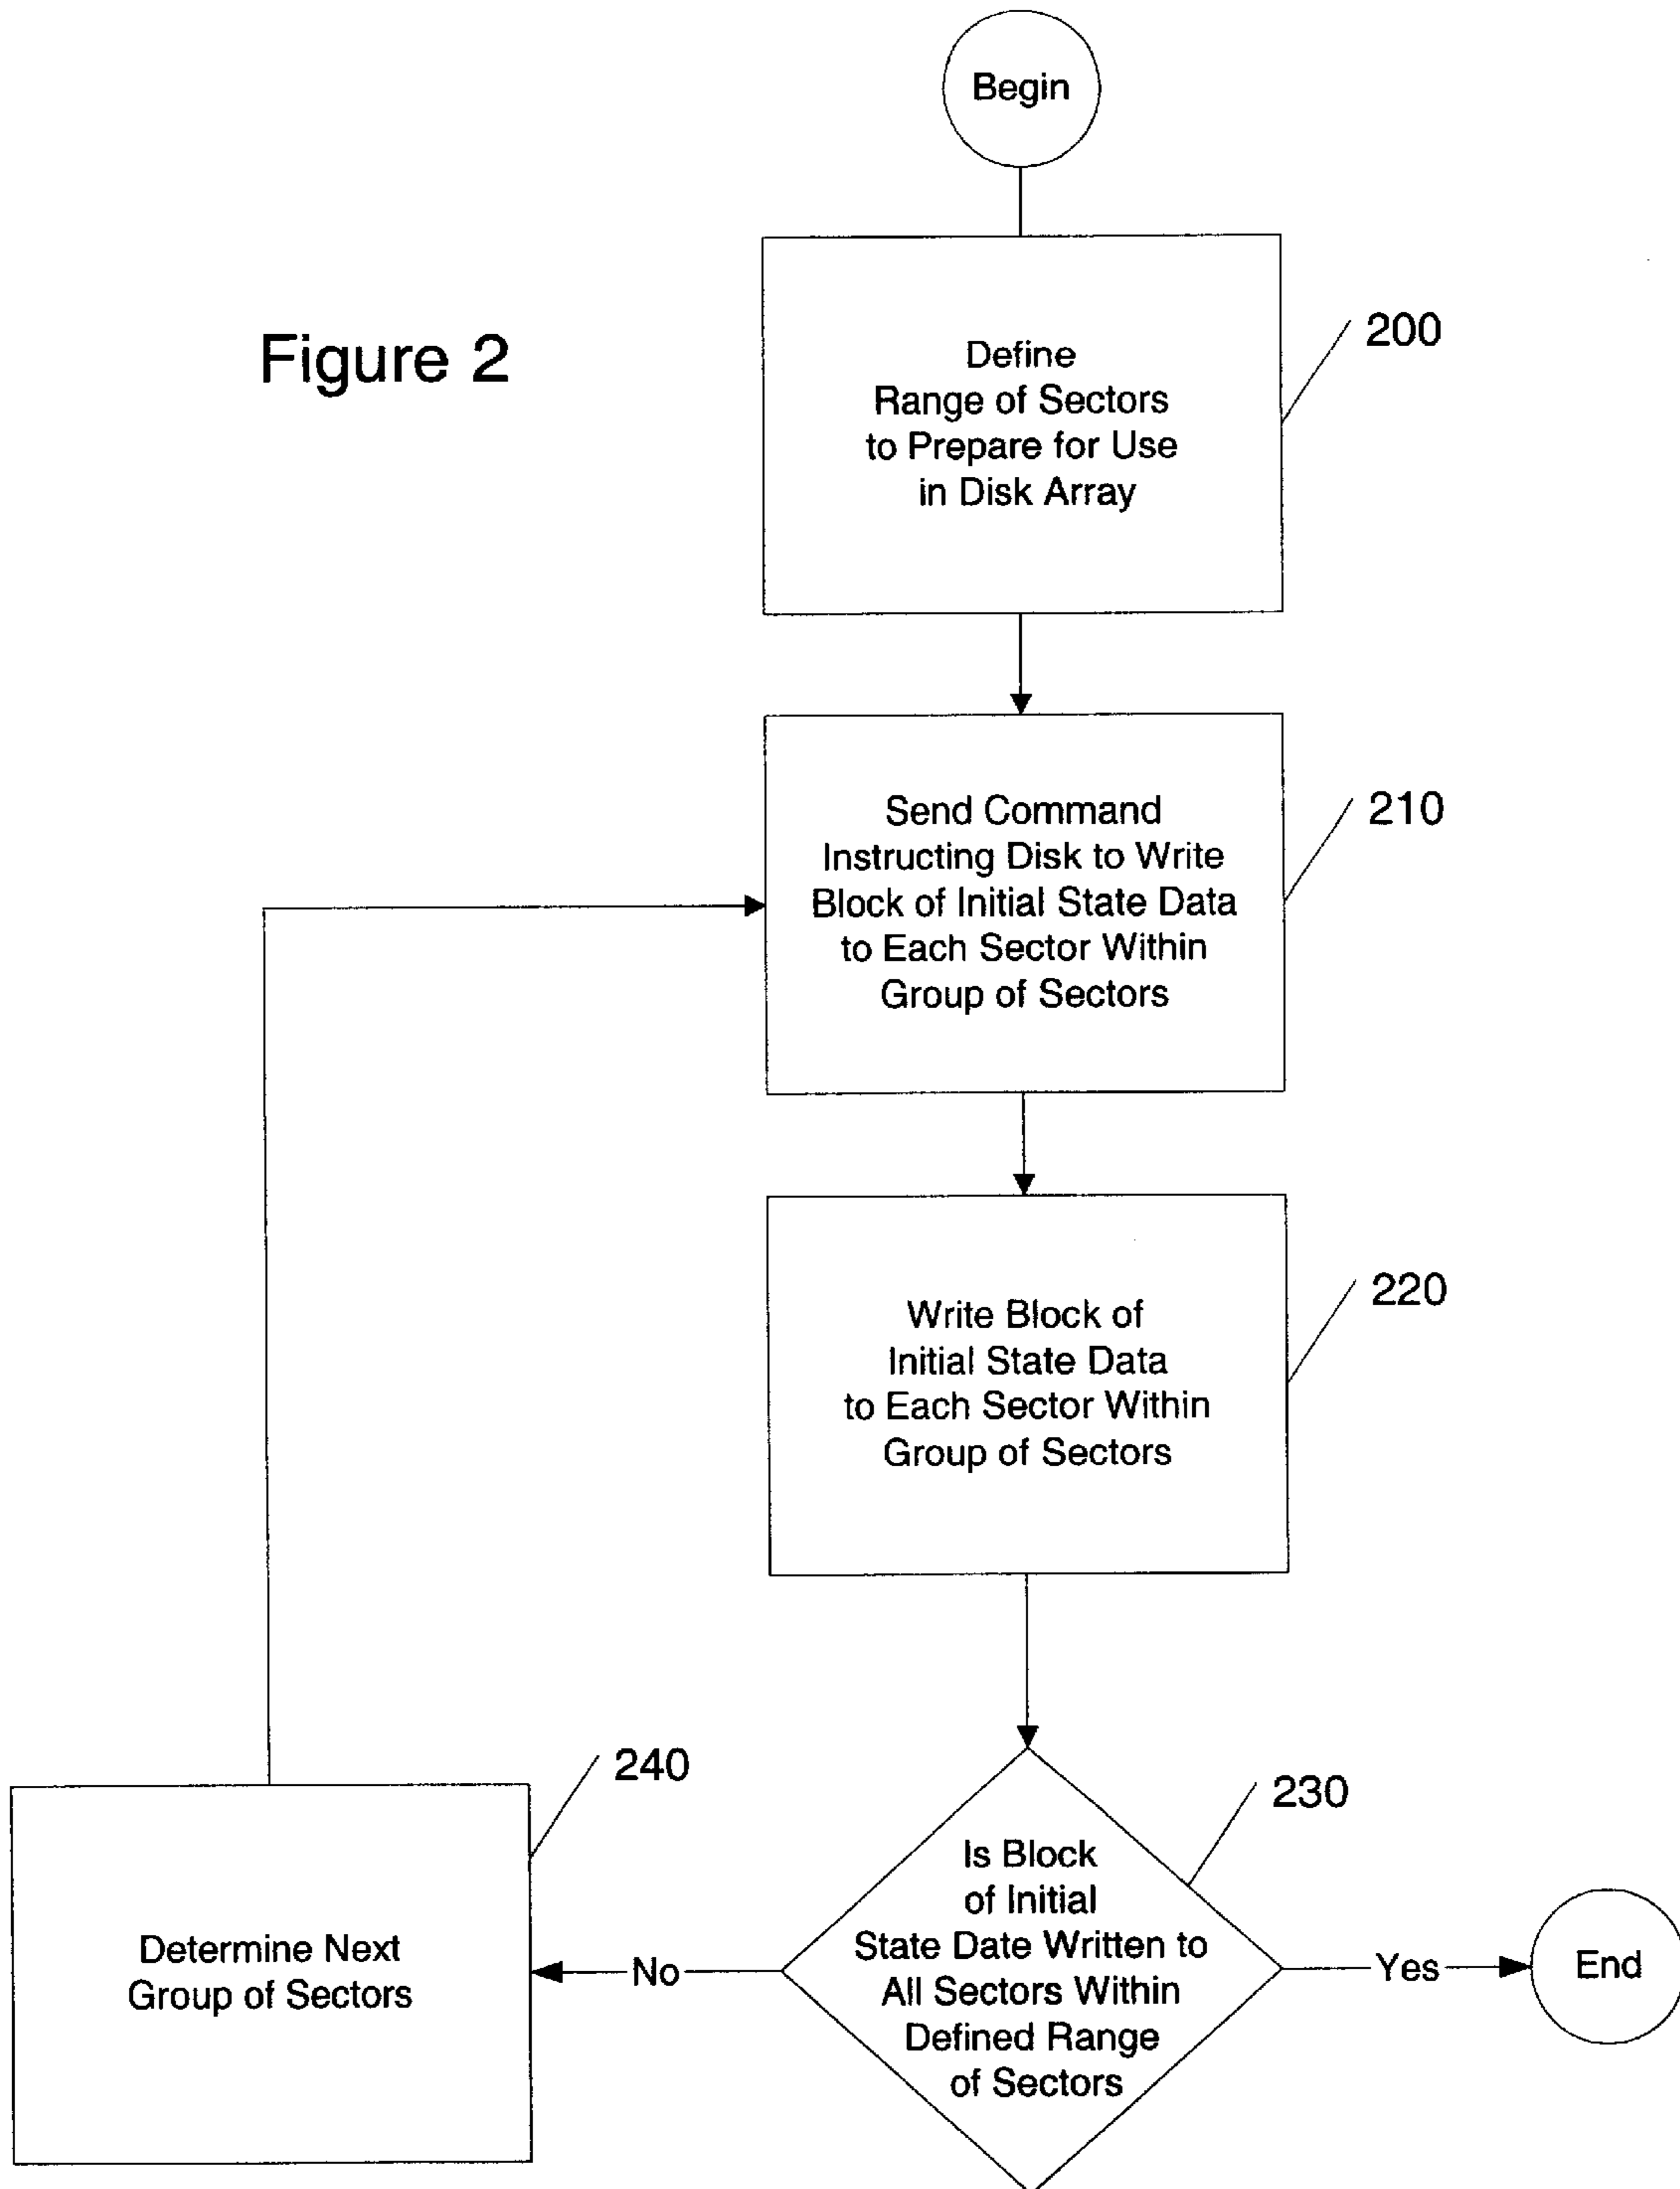 Begin
Figure 2
Define
Range of Sectors
to Prepare for Use
in Disk Array
200
Send Command
Instructing Disk to Write
Block of Initial State Data
to Each Sector Within
Group of Sectors
210
Write Block of
Initial State Data
to Each Sector Within
Group of Sectors
220
Is Block
of Initial
State Date Written to
All Sectors Within
Defined Range
of Sectors
230
No
Yes
End
Determine Next
Group of Sectors
240